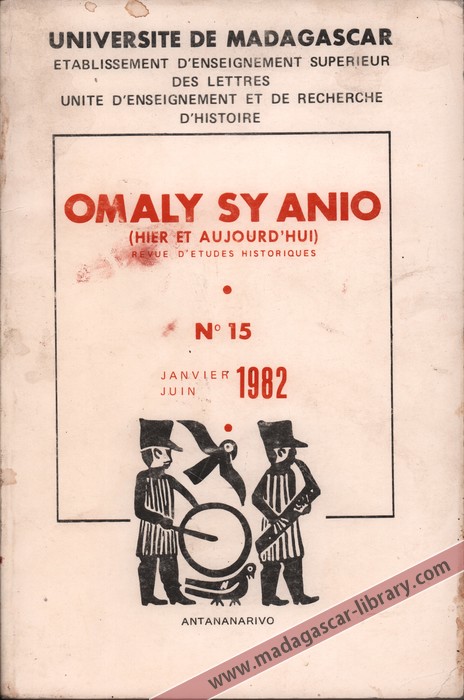 UNIVERSITE DE MADAGASCAR
ETABLISSEMENT D'ENSEIGNEMENT SUPERIEUR
DES LETTRES
UNITE D'ENSEIGNEMENT ET DE RECHERCHE
D'HISTOIRE
OMALY SY ANIO
(HIER ET AUJOURD'HUI)
REVUE D'ETUDES HISTORIQUES
N° 15
JANVIER
JUIN 1982
ANTANANARIVO
www.madagascar-library.com